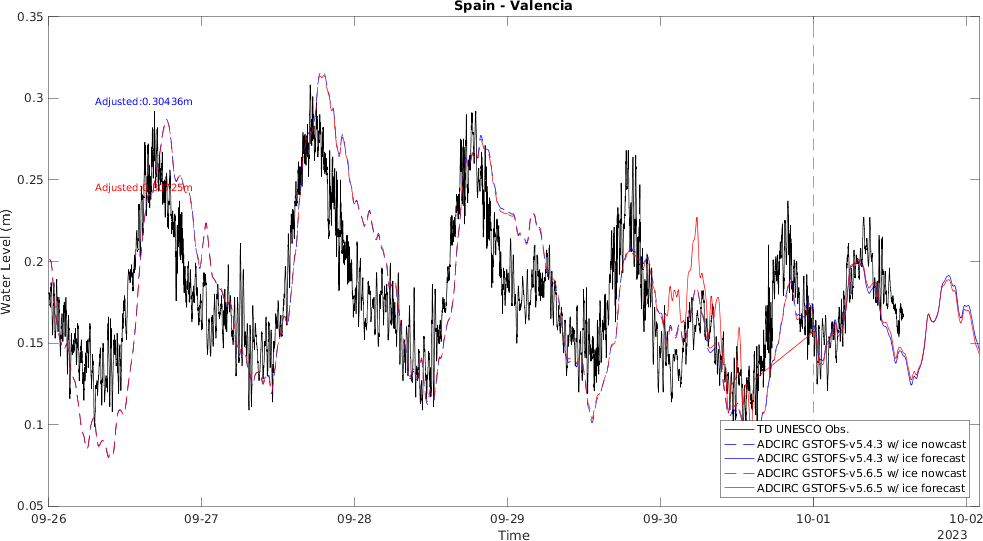 Spain - Valencia
0.35
0.3
0.25
0.2
0.15
0.1
0.05
Water Level (m)
Adjusted:0.30436m
TD UNESCO Obs.
ADCIRC GSTOFS-v5.4.3 w/ ice nowcast
ADCIRC GSTOFS-v5.4.3 w/ ice forecast
ADCIRC GSTOFS-v5.6.5 w/ ice nowcast
ADCIRC GSTOFS-v5.6.5 w/ ice forecast
09-26 09-27 09-28 09-29 09-30 10-01 10-02
Time
2023